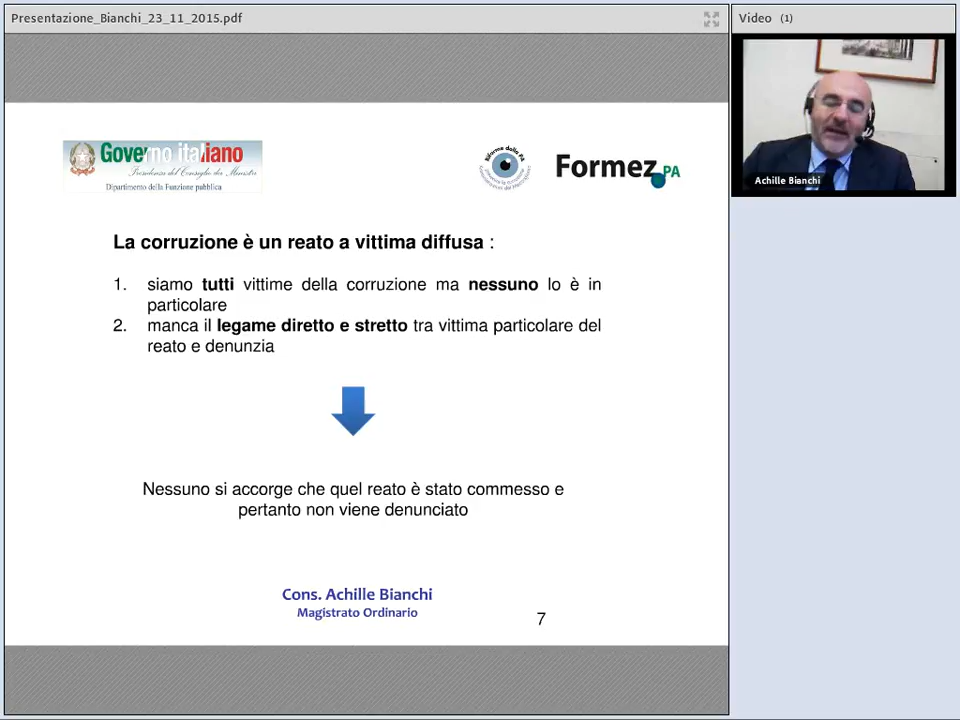 Presentazione_Bianchi_23_11_2015.pdf
Video (1)
Achille Bianchi
Governo italiano
Presidenza del Consiglio dei Ministri
Dipartimento della Funzione pubblica
Riforme della PA
Formez PA
La corruzione è un reato a vittima diffusa :
1. siamo tutti vittime della corruzione ma nessuno lo è in
particolare
2. manca il legame diretto e stretto tra vittima particolare del
reato e denunzia
Nessuno si accorge che quel reato è stato commesso e
pertanto non viene denunciato
Cons. Achille Bianchi
Magistrato Ordinario
7